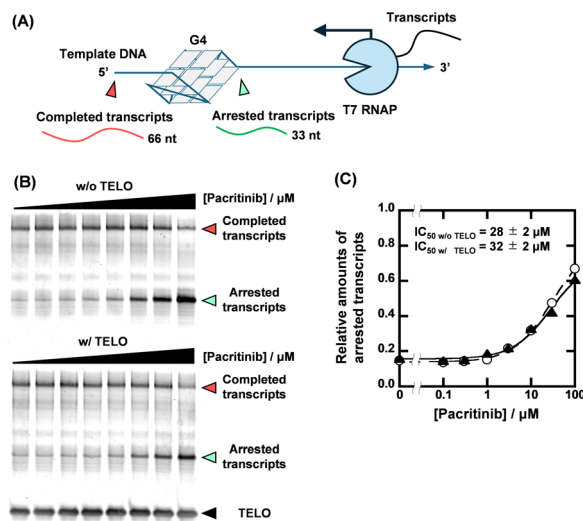 (A)
Transcripts
G4
Template DNA
5’
3’
T7 RNAP
Completed transcripts
66 nt
Arrested transcripts
33 nt
(B)
w/o TELO
[Pacritinib] / μM
Completed
transcripts
Arrested
transcripts
w/ TELO
[Pacritinib] / μM
Completed
transcripts
Arrested
transcripts
TELO
(C)
IC50 w/o TELO = 28 ± 2 μM
IC50 w/ TELO = 32 ± 2 μM
Relative amounts of
arrested transcripts
1.0
0.8
0.6
0.4
0.2
0.0
0 0.1 1 10 100
[Pacritinib] / μM